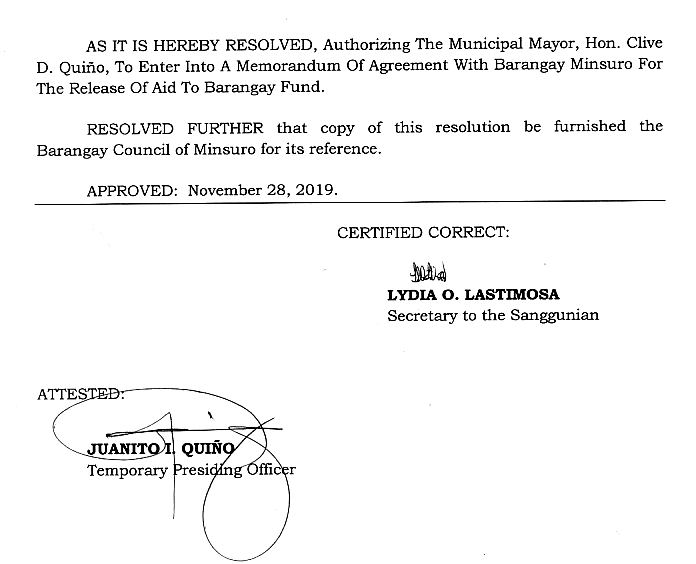 AS IT IS HEREBY RESOLVED, Authorizing The Municipal Mayor, Hon. Clive
D. Quiño, To Enter Into A Memorandum Of Agreement With Barangay Minsuro For
The Release Of Aid To Barangay Fund.
RESOLVED FURTHER that copy of this resolution be furnished the
Barangay Council of Minsuro for its reference.
APPROVED: November 28, 2019.
CERTIFIED CORRECT:
LYDIA O. LASTIMOSA
Secretary to the Sanggunian
ATTESTED:
JUANITO I. QUIÑO
Temporary Presiding Officer